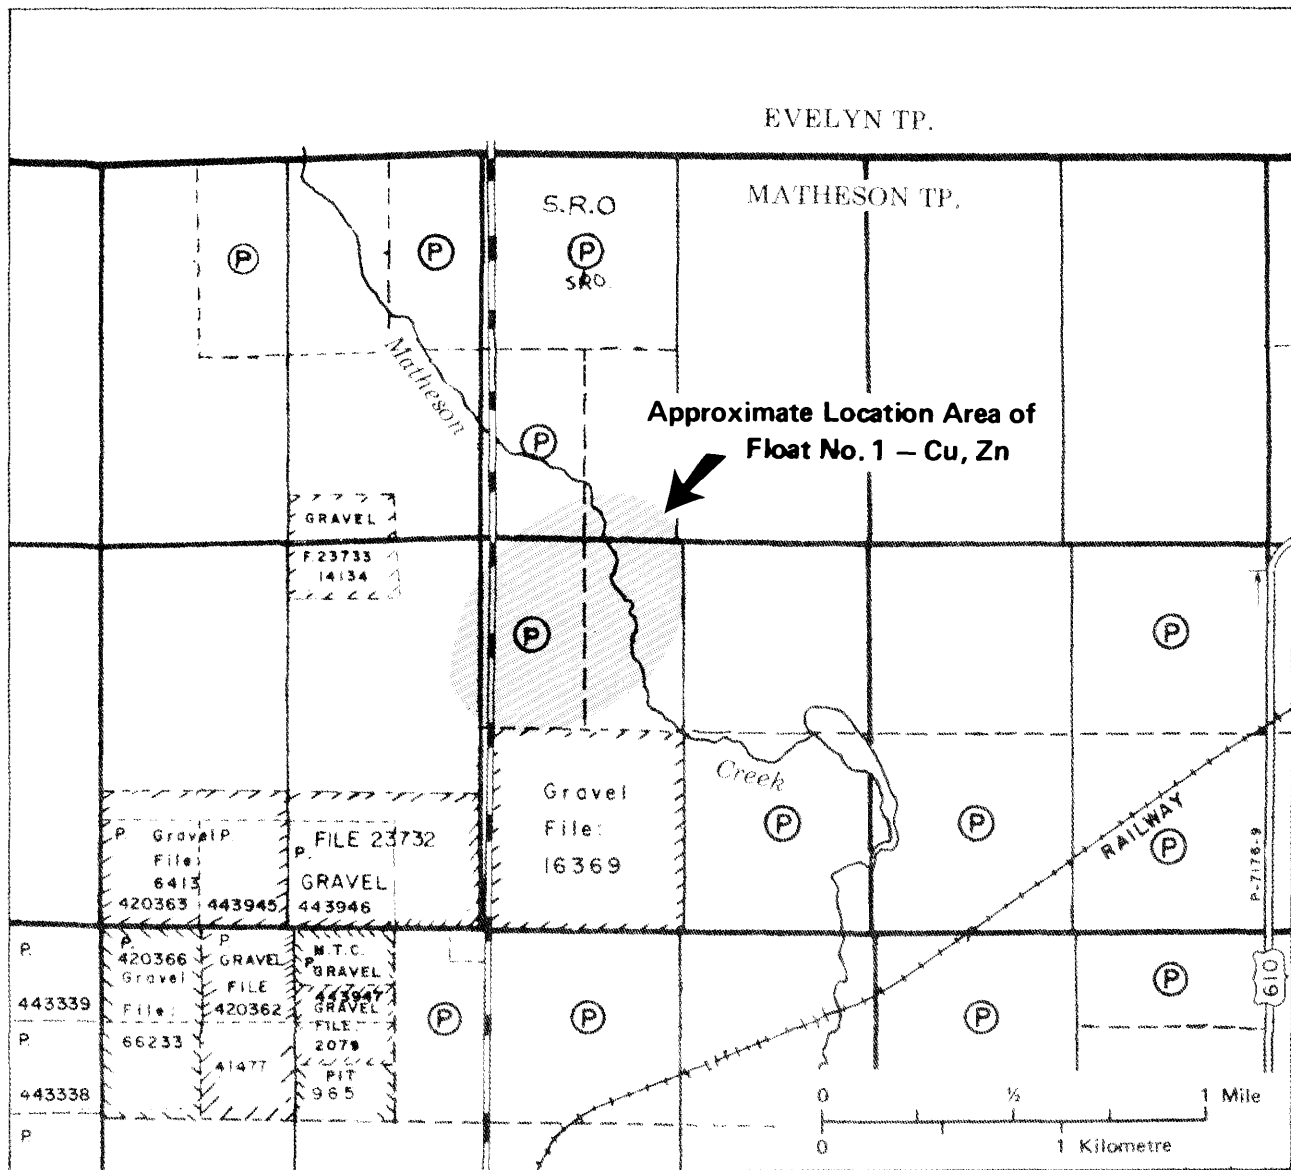 EVELYN TP.
MATHESON TP.
S.R.O
P
P
P
SRO.
Matheson
P
Approximate Location Area of
Float No. 1 – Cu, Zn
GRAVEL
F. 23733
14134
P
P
Gravel
File:
16369
Creek
P
P
RAILWAY
P
P-7176-9
P. Gravel P.
File:
6413
420363
443945
FILE 23732
P.
GRAVEL
443946
P.
443339
P.
443338
P.
P.
420366
Gravel
File:
66233
P
GRAVEL
FILE
420362
41477
M.T.C.
P.
GRAVEL
443947
GRAVEL
FILE:
PIT
965
P
P
P
P
610
0 ½ 1 Mile
0 1 Kilometre